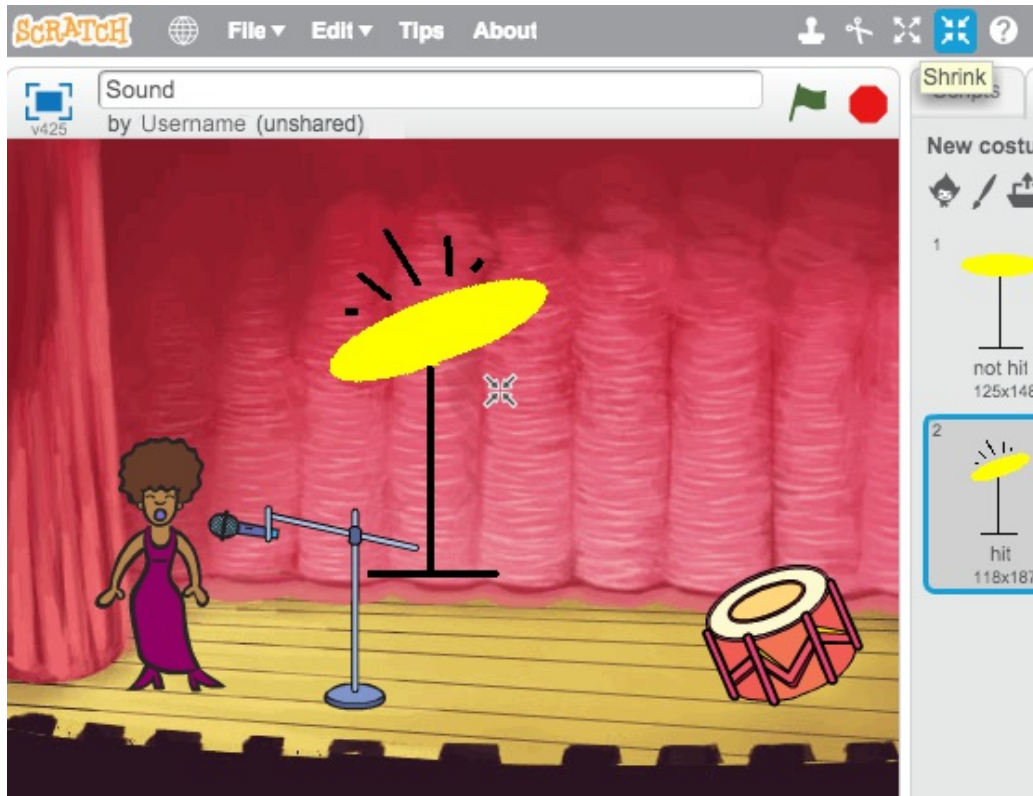 SCRATCH File Edit Tips About
Shrink
Sound
v425
by Username (unshared)
Scripts
New costu
1
not hit
125x148
2
hit
118x187